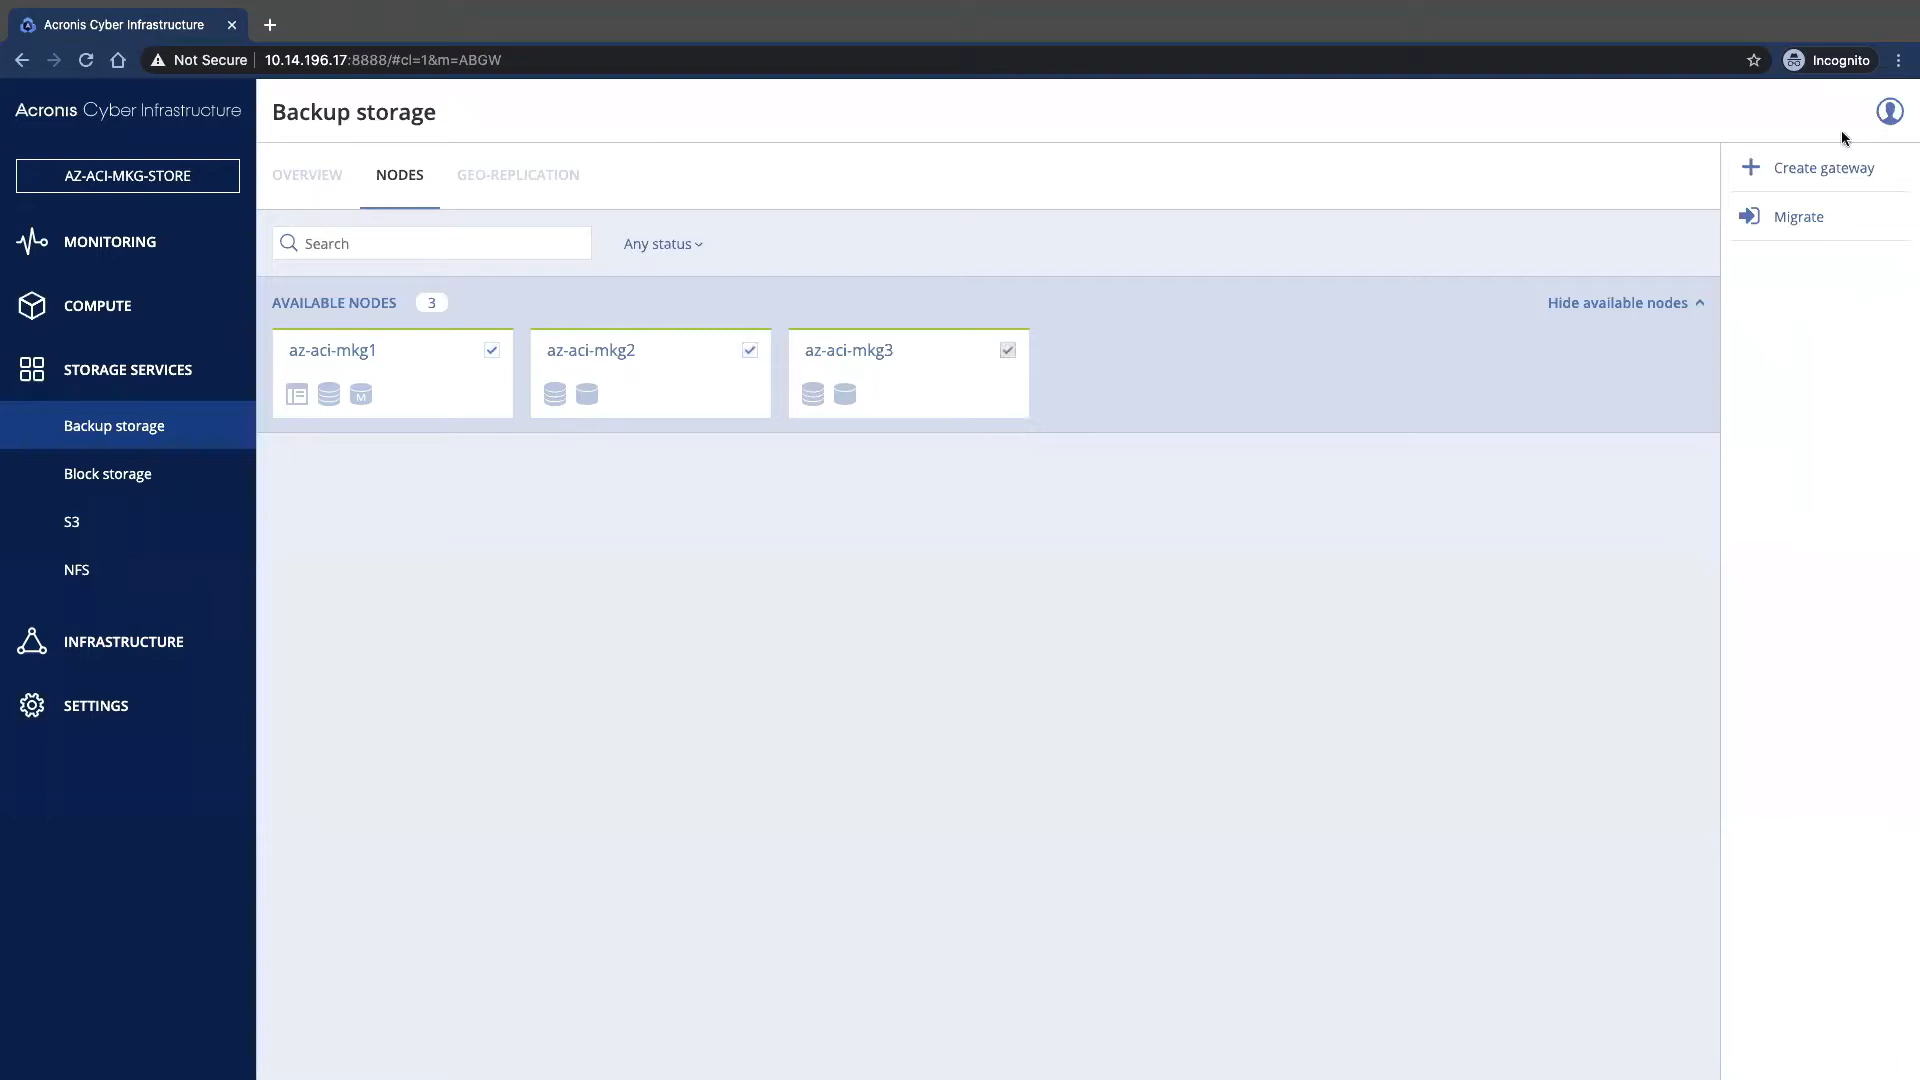 Acronis Cyber Infrastructure
Not Secure
10.14.196.17:8888/#cl=1&m=ABGW
Incognito
Acronis Cyber Infrastructure
Backup storage
AZ-ACI-MKG-STORE
OVERVIEW
NODES
GEO-REPLICATION
Create gateway
Migrate
MONITORING
Search
Any status
COMPUTE
AVAILABLE NODES 3
Hide available nodes
STORAGE SERVICES
az-aci-mkg1
az-aci-mkg2
az-aci-mkg3
M
Backup storage
Block storage
S3
NFS
INFRASTRUCTURE
SETTINGS